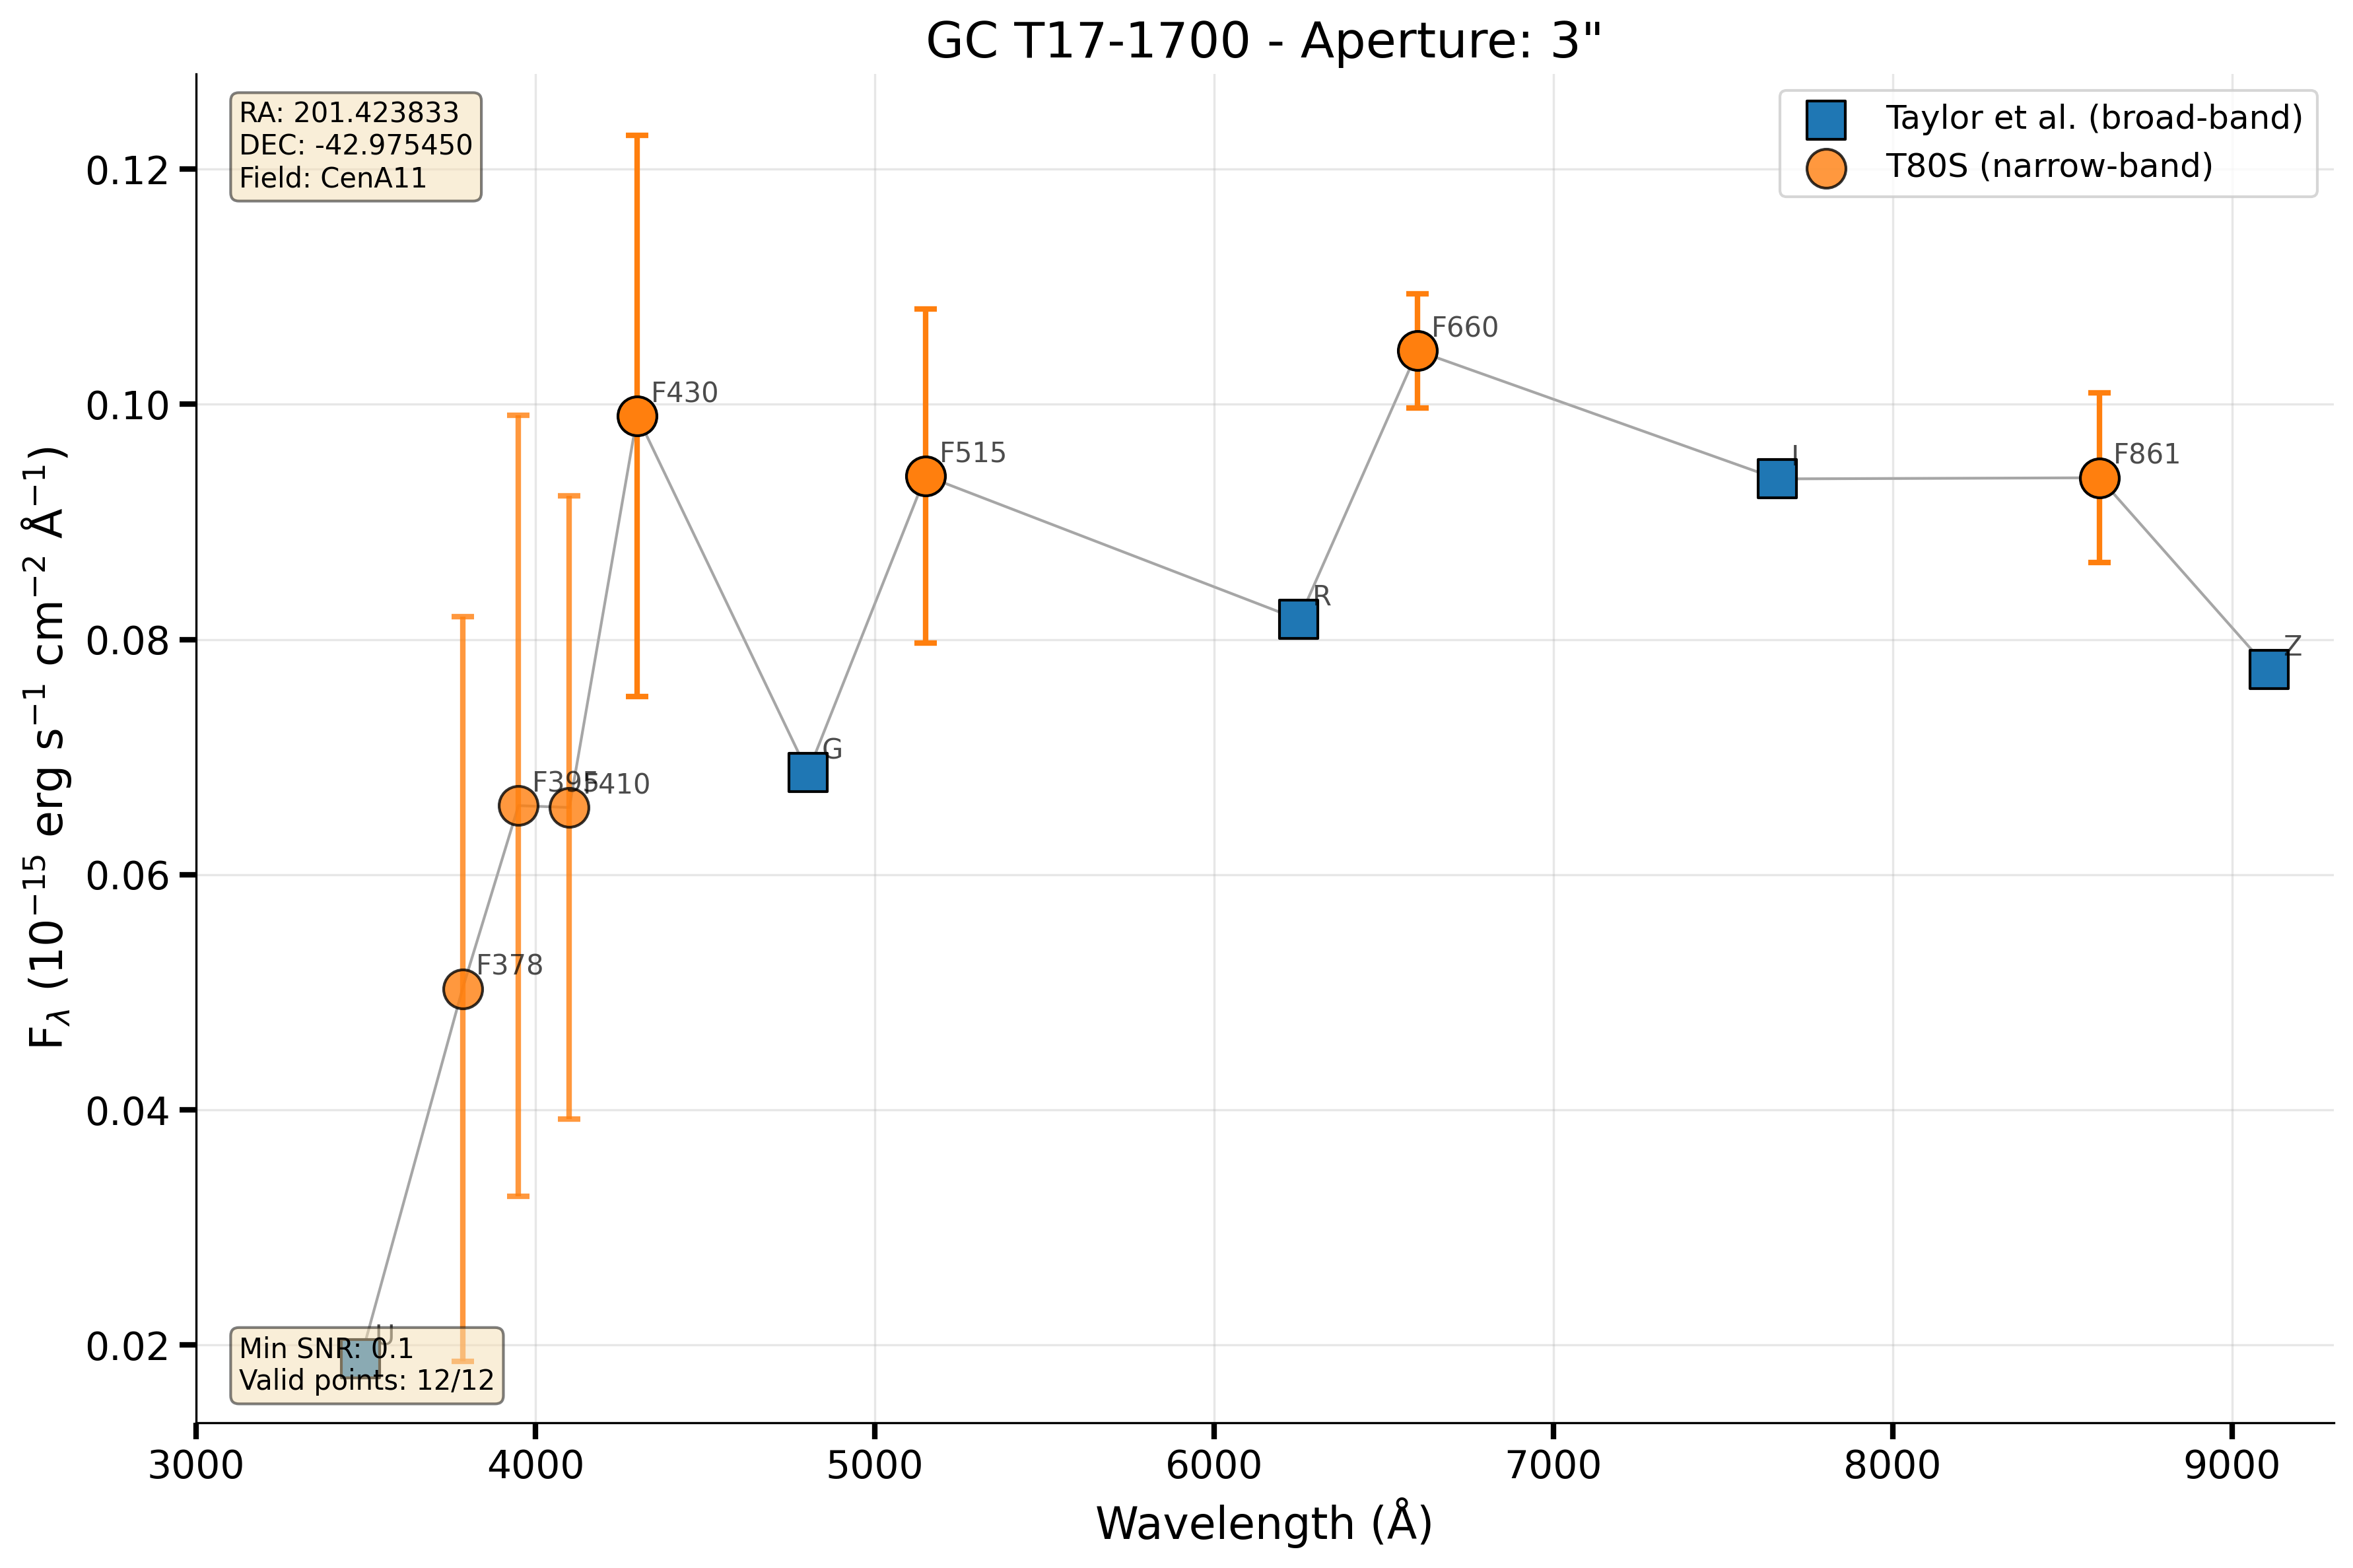 GC T17-1700 - Aperture: 3"
RA: 201.423833
DEC: -42.975450
Field: CenA11
Taylor et al. (broad-band)
T80S (narrow-band)
0.12
0.10
0.08
0.06
0.04
0.02
F_λ (10⁻¹⁵ erg s⁻¹ cm⁻² Å⁻¹)
U
F378
F395
F410
F430
G
F515
R
F660
I
F861
Z
Min SNR: 0.1
Valid points: 12/12
3000 4000 5000 6000 7000 8000 9000
Wavelength (Å)